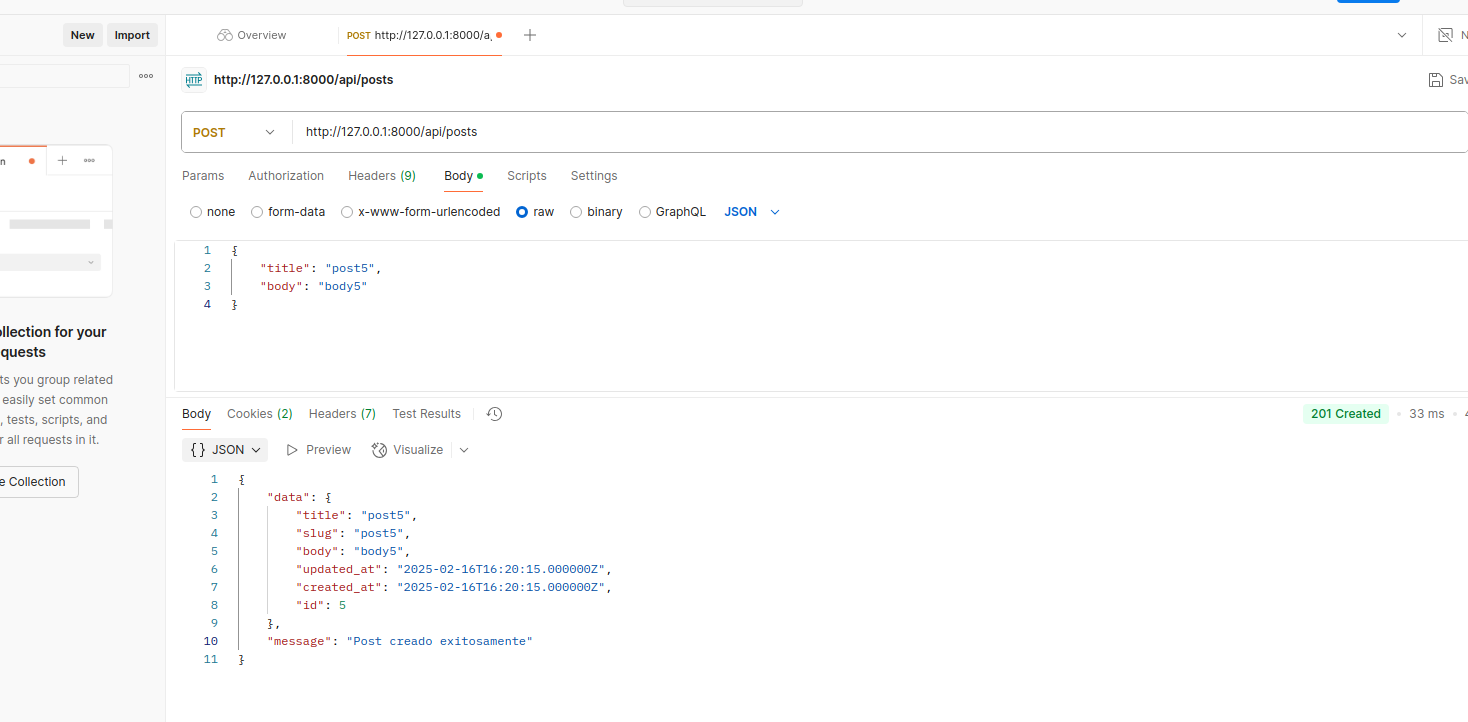 New Import
Overview
POST http://127.0.0.1:8000/a
HTTP http://127.0.0.1:8000/api/posts
POST http://127.0.0.1:8000/api/posts
Params Authorization Headers (9) Body Scripts Settings
none form-data x-www-form-urlencoded raw binary GraphQL JSON
1 {
2 "title": "post5",
3 "body": "body5"
4 }
for your
you group related
easily set common
, tests, scripts, and
all requests in it.
Collection
Body Cookies (2) Headers (7) Test Results 201 Created • 33 ms •
{} JSON Preview Visualize
1 {
2 "data": {
3 "title": "post5",
4 "slug": "post5",
5 "body": "body5",
6 "updated_at": "2025-02-16T16:20:15.000000Z",
7 "created_at": "2025-02-16T16:20:15.000000Z",
8 "id": 5
9 },
10 "message": "Post creado exitosamente"
11 }